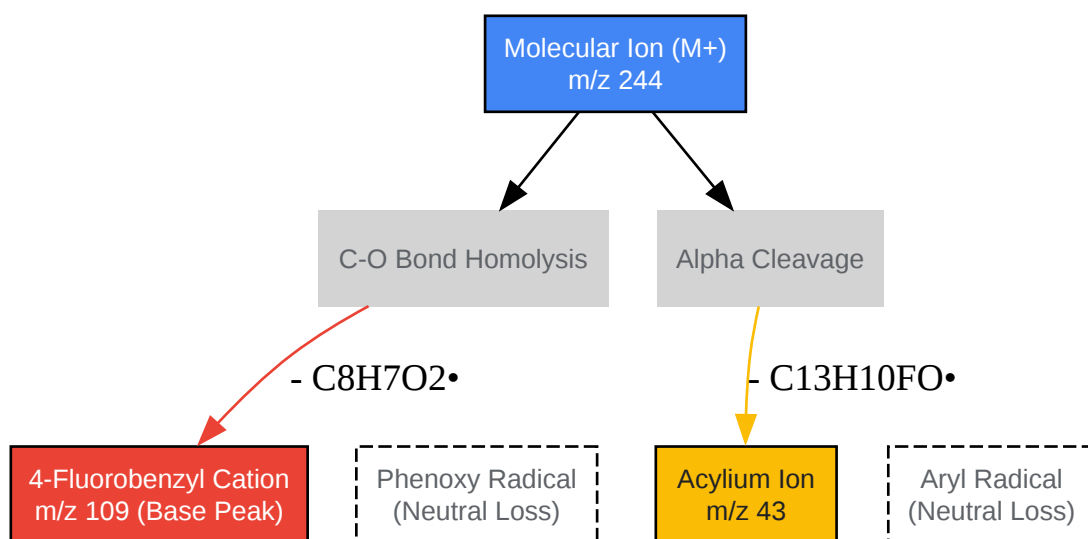 Molecular Ion (M+)
m/z 244
C-O Bond Homolysis
Alpha Cleavage
- C8H7O2•
- C13H10FO•
4-Fluorobenzyl Cation
m/z 109 (Base Peak)
Phenoxy Radical
(Neutral Loss)
Acylium Ion
m/z 43
Aryl Radical
(Neutral Loss)